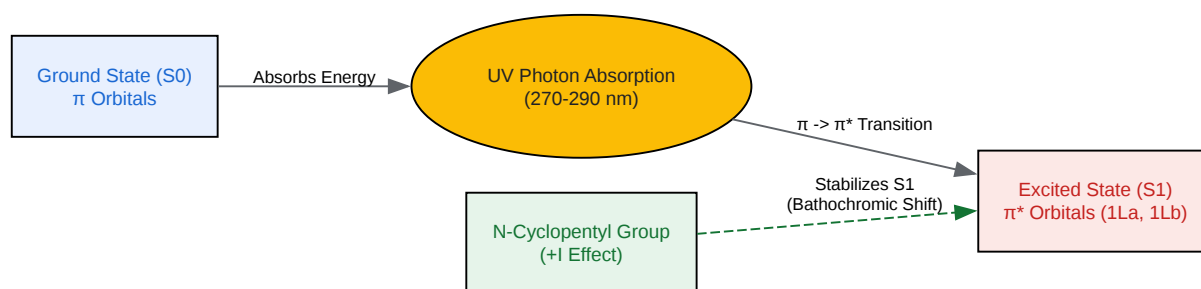 Ground State (S0)
π Orbitals
Absorbs Energy
UV Photon Absorption
(270-290 nm)
π -> π* Transition
Stabilizes S1
(Bathochromic Shift)
Excited State (S1)
π* Orbitals (1La, 1Lb)
N-Cyclopentyl Group
(+I Effect)